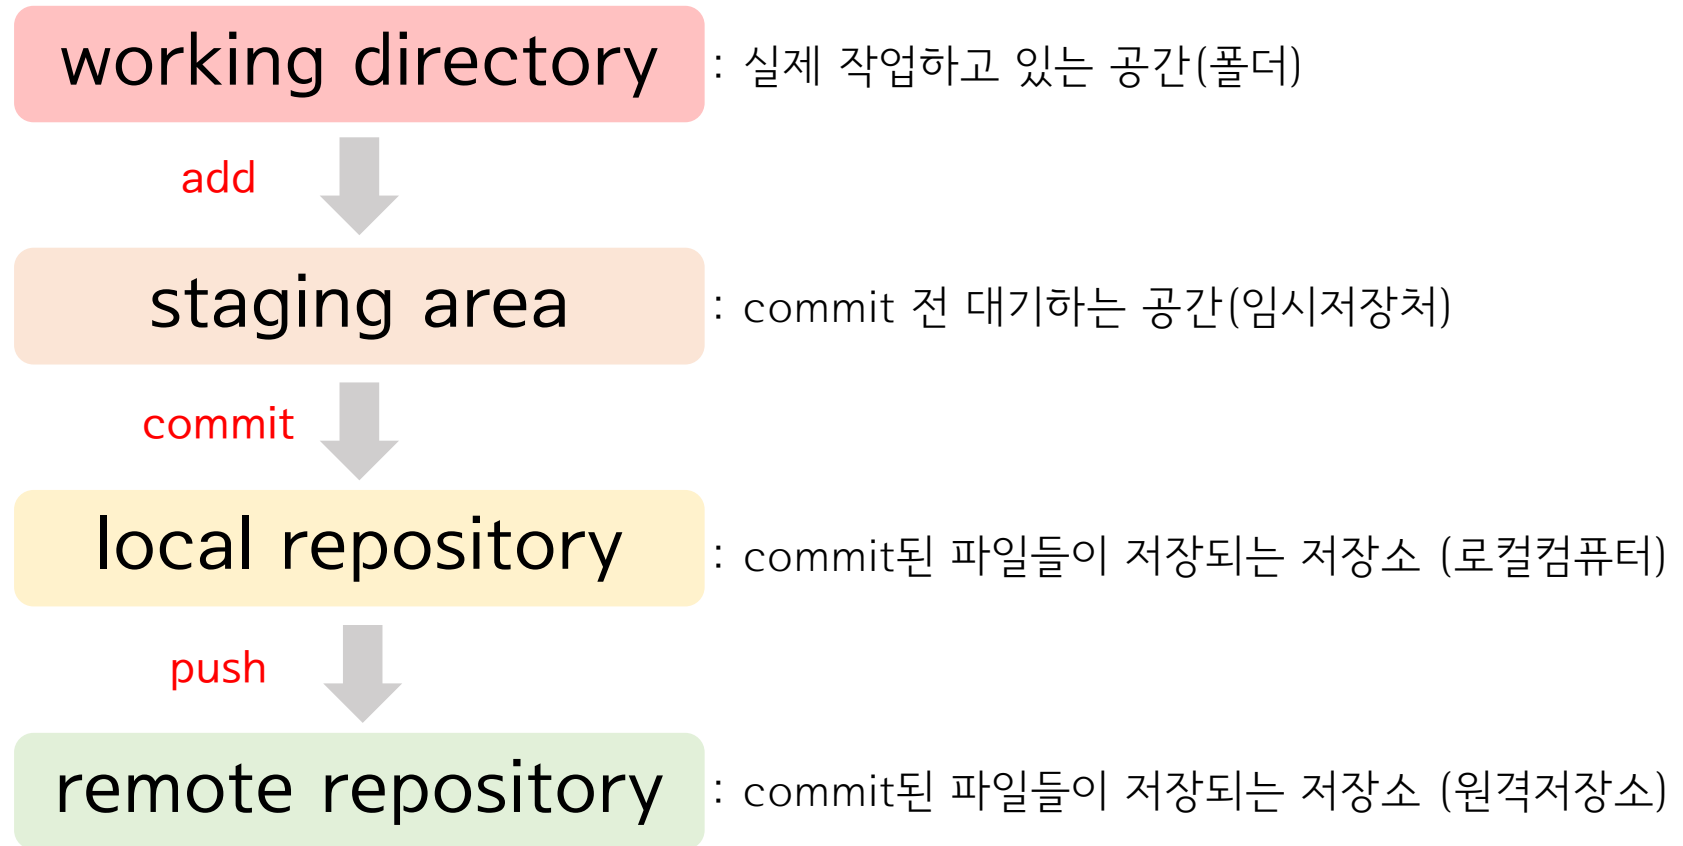 working directory : 실제 작업하고 있는 공간(폴더)
add
staging area : commit 전 대기하는 공간(임시저장처)
commit
local repository : commit된 파일들이 저장되는 저장소 (로컬컴퓨터)
push
remote repository : commit된 파일들이 저장되는 저장소 (원격저장소)